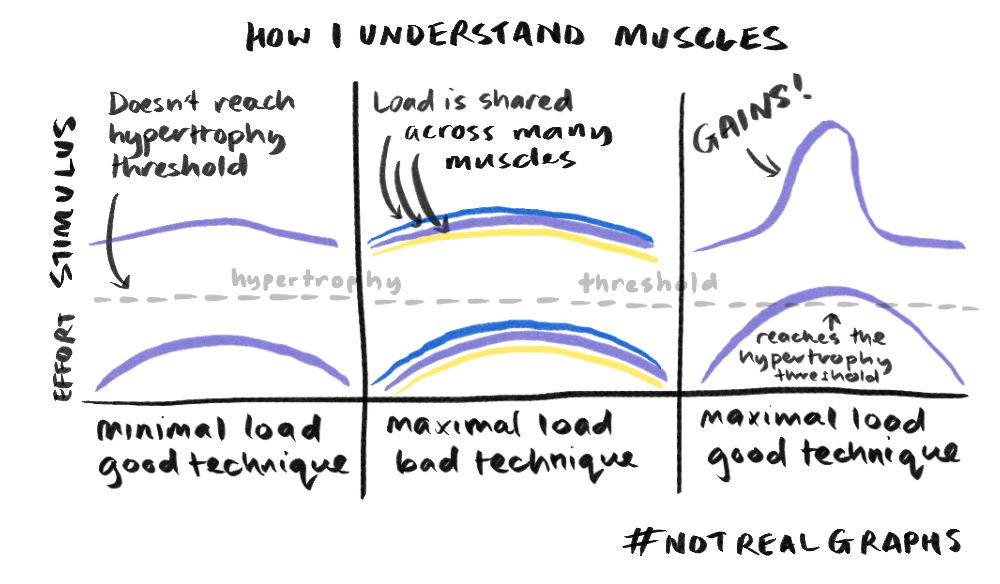 HOW I UNDERSTAND MUSCLES
Doesn't reach
hypertrophy
threshold
Load is shared
across many
muscles
GAINS!
STIMULUS
hypertrophy threshold
EFFORT
reaches the
hypertrophy
threshold
minimal load
good technique
maximal load
bad technique
maximal load
good technique
#NOTREALGRAPHS